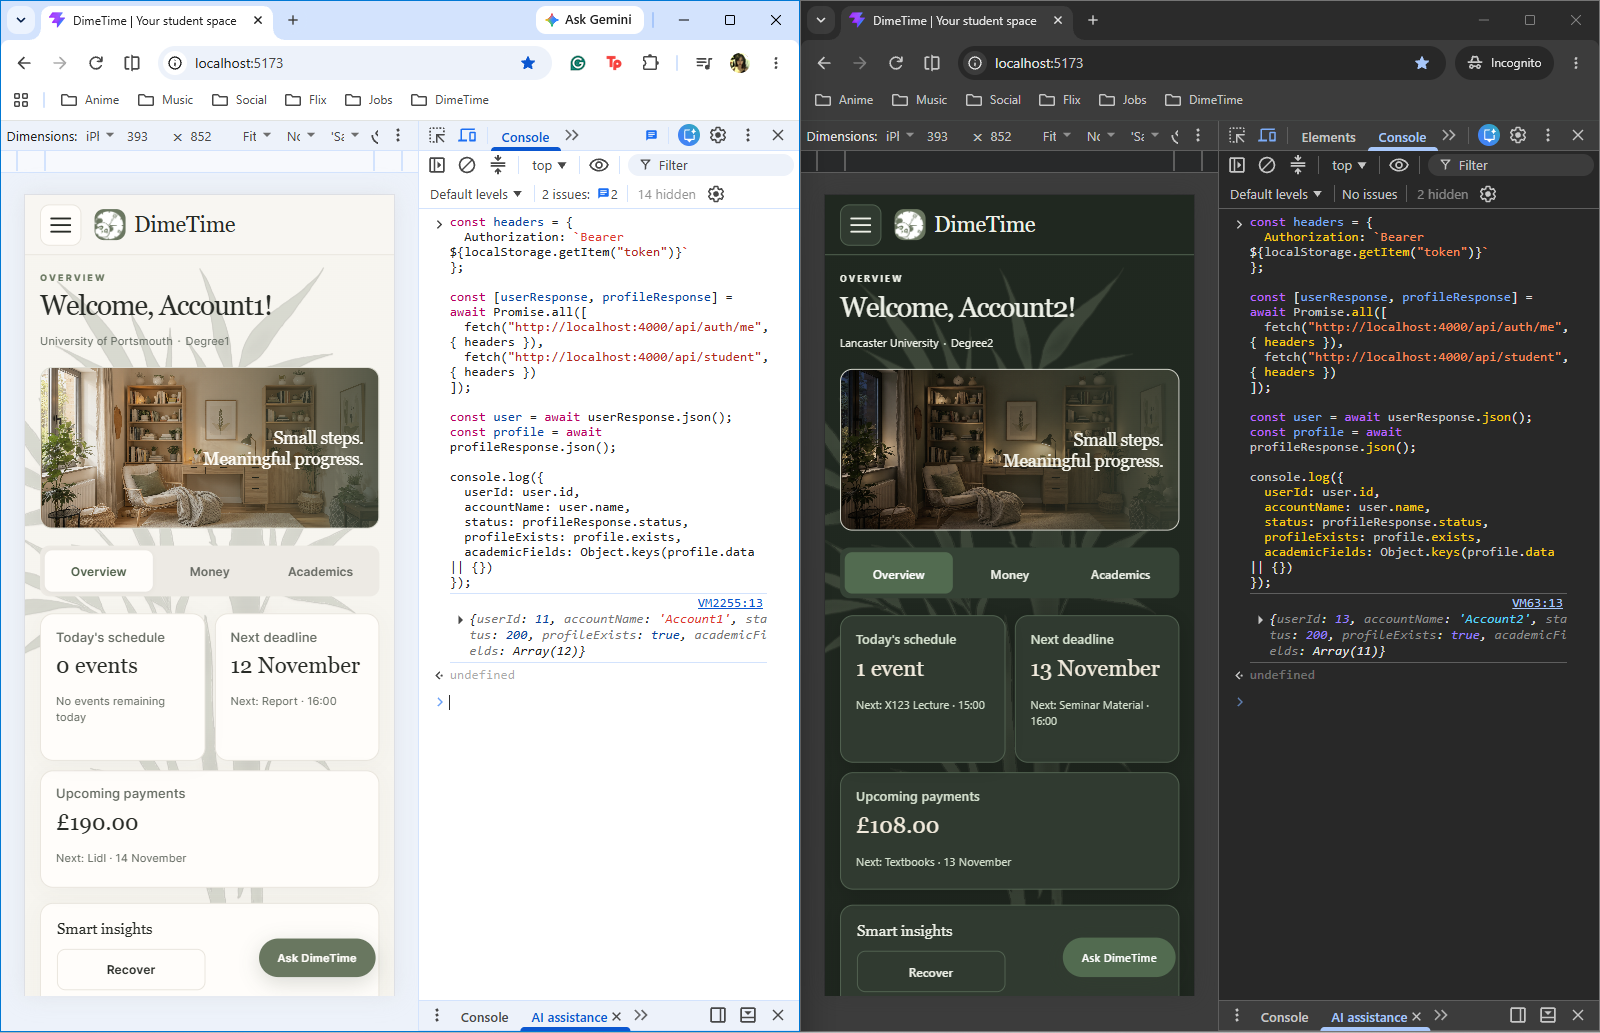 DimeTime | Your student space
Ask Gemini
localhost:5173
Anime
Music
Social
Flix
Jobs
DimeTime
Dimensions: iPl
393
×
852
Fit
Console
top
Filter
Default levels
2 issues:
2
14 hidden
DimeTime
OVERVIEW
Welcome, Account1!
University of Portsmouth · Degree1
Small steps.
Meaningful progress.
Overview
Money
Academics
Today's schedule
0 events
No events remaining
today
Next deadline
12 November
Next: Report · 16:00
Upcoming payments
£190.00
Next: Lidl · 14 November
Smart insights
Recover
Ask DimeTime
const headers = {
Authorization: `Bearer
${localStorage.getItem("token")}`
};
const [userResponse, profileResponse] =
await Promise.all([
fetch("http://localhost:4000/api/auth/me",
{ headers }),
fetch("http://localhost:4000/api/student",
{ headers })
]);
const user = await userResponse.json();
const profile = await
profileResponse.json();
console.log({
userId: user.id,
accountName: user.name,
status: profileResponse.status,
profileExists: profile.exists,
academicFields: Object.keys(profile.data
|| {})
});
VM2255:13
{userId: 11, accountName: 'Account1', sta
tus: 200, profileExists: true, academicFi
elds: Array(12)}
undefined
Console
AI assistance
DimeTime | Your student space
localhost:5173
Incognito
Anime
Music
Social
Flix
Jobs
DimeTime
Dimensions: iPl
393
×
852
Fit
Elements
Console
top
Filter
Default levels
No issues
2 hidden
DimeTime
OVERVIEW
Welcome, Account2!
Lancaster University · Degree2
Small steps.
Meaningful progress.
Overview
Money
Academics
Today's schedule
1 event
Next: X123 Lecture · 15:00
Next deadline
13 November
Next: Seminar Material ·
16:00
Upcoming payments
£108.00
Next: Textbooks · 13 November
Smart insights
Recover
Ask DimeTime
const headers = {
Authorization: `Bearer
${localStorage.getItem("token")}`
};
const [userResponse, profileResponse] =
await Promise.all([
fetch("http://localhost:4000/api/auth/me",
{ headers }),
fetch("http://localhost:4000/api/student",
{ headers })
]);
const user = await userResponse.json();
const profile = await
profileResponse.json();
console.log({
userId: user.id,
accountName: user.name,
status: profileResponse.status,
profileExists: profile.exists,
academicFields: Object.keys(profile.data
|| {})
});
VM63:13
{userId: 13, accountName: 'Account2', sta
tus: 200, profileExists: true, academicFi
elds: Array(11)}
undefined
Console
AI assistance